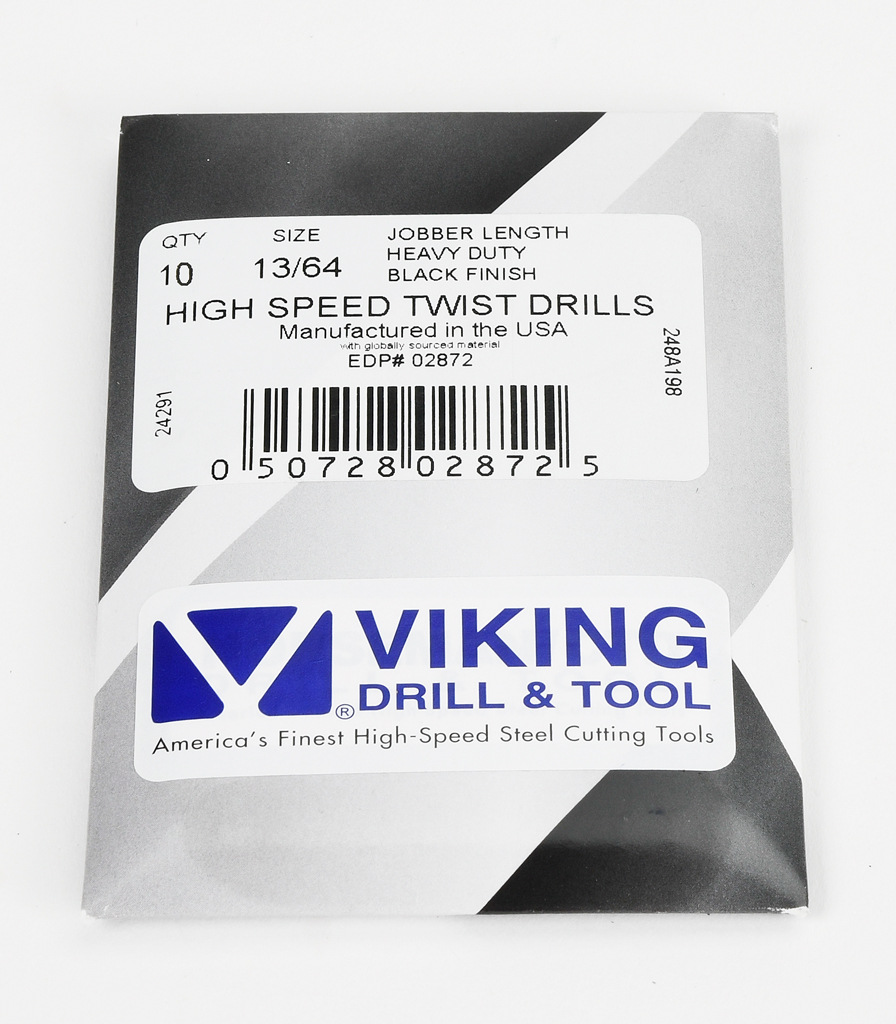 QTY SIZE JOBBER LENGTH
HEAVY DUTY
10 13/64 BLACK FINISH
HIGH SPEED TWIST DRILLS
Manufactured in the USA
with globally sourced material
EDP# 02872
24291
248A198
0 50728 02872 5
VIKING
DRILL & TOOL
®
America's Finest High-Speed Steel Cutting Tools